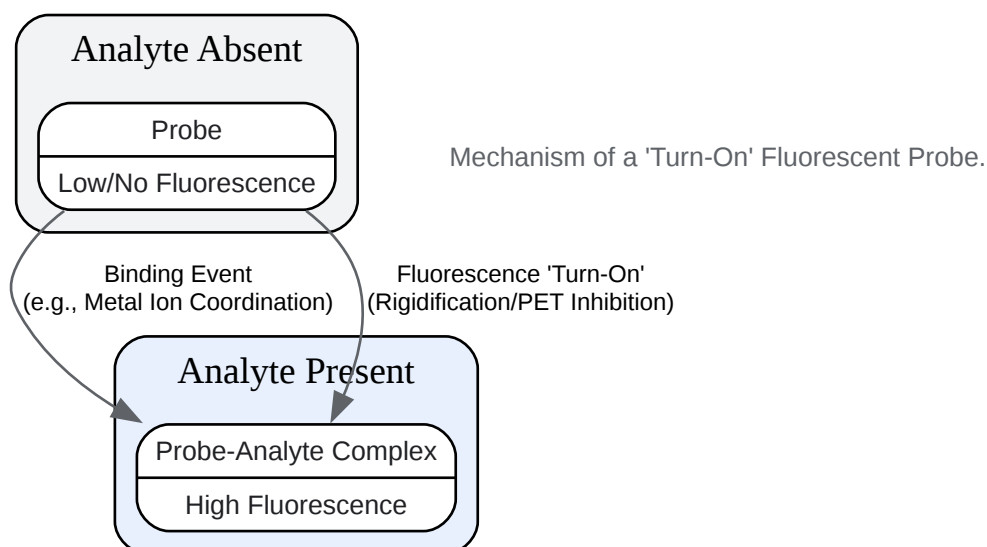 Analyte Absent
Probe
Low/No Fluorescence
Mechanism of a 'Turn-On' Fluorescent Probe.
Binding Event
(e.g., Metal Ion Coordination)
Fluorescence 'Turn-On'
(Rigidification/PET Inhibition)
Analyte Present
Probe-Analyte Complex
High Fluorescence